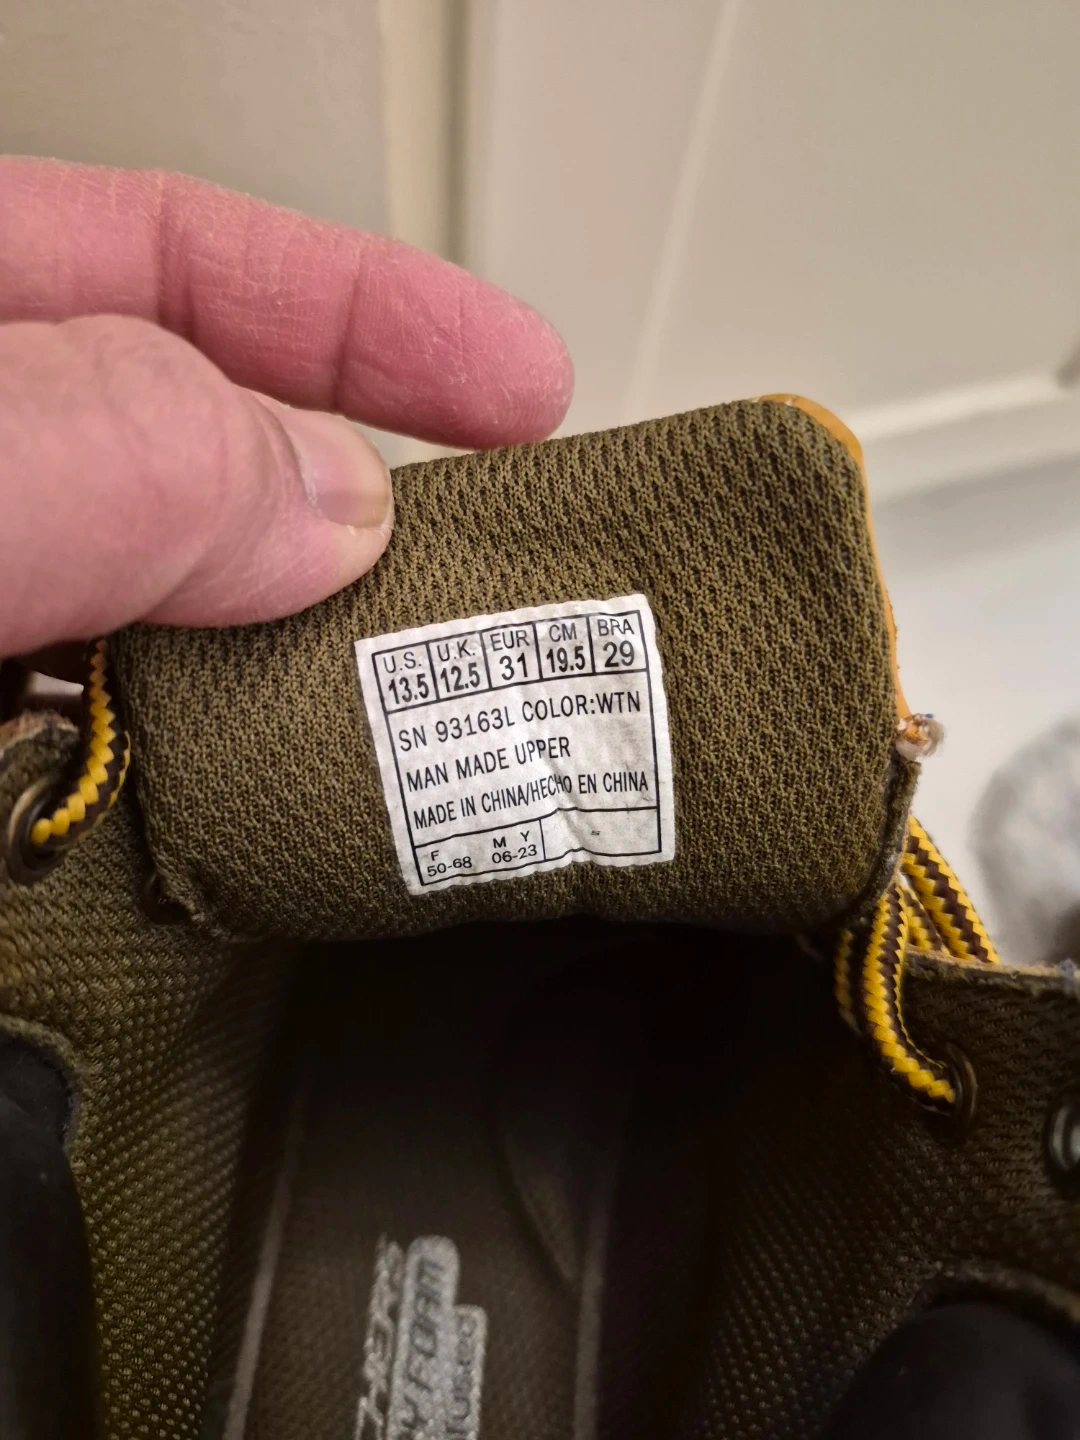 U.S. U.K. EUR CM BRA
13.5 12.5 31 19.5 29
SN 93163L COLOR:WTN
MAN MADE UPPER
MADE IN CHINA/HECHO EN CHINA
F M Y
50-68 06-23
FOAM